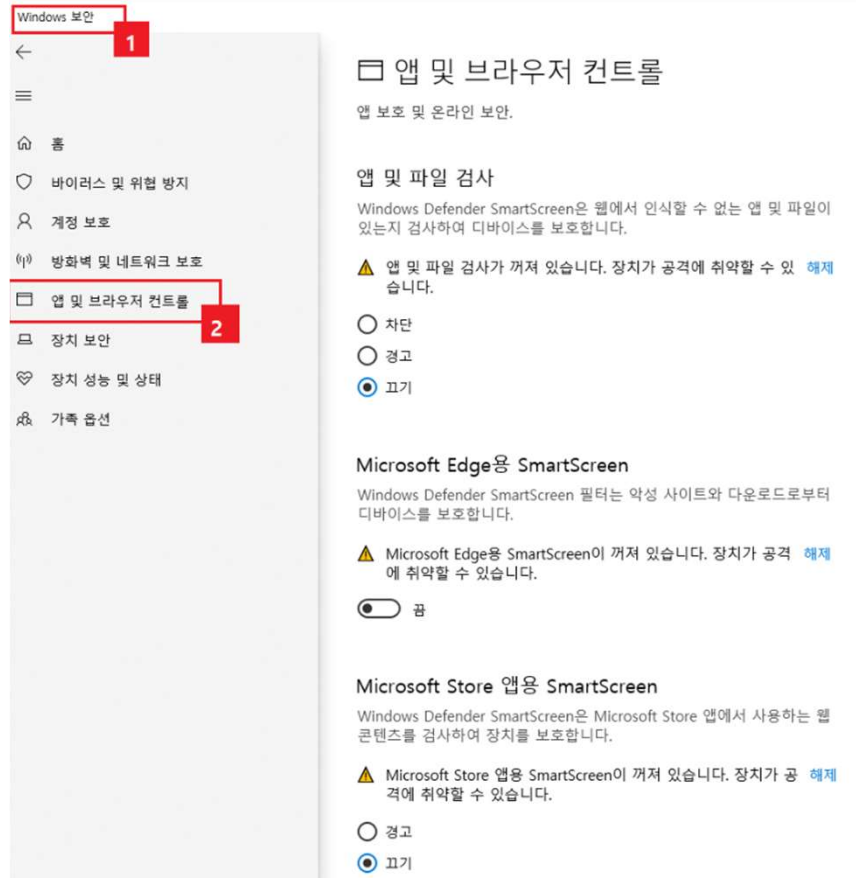 Windows 보안
1
홈
바이러스 및 위협 방지
계정 보호
방화벽 및 네트워크 보호
앱 및 브라우저 컨트롤
2
장치 보안
장치 성능 및 상태
가족 옵션
앱 및 브라우저 컨트롤
앱 보호 및 온라인 보안.
앱 및 파일 검사
Windows Defender SmartScreen은 웹에서 인식할 수 없는 앱 및 파일이
있는지 검사하여 디바이스를 보호합니다.
앱 및 파일 검사가 꺼져 있습니다. 장치가 공격에 취약할 수 있 해제
습니다.
차단
경고
끄기
Microsoft Edge용 SmartScreen
Windows Defender SmartScreen 필터는 악성 사이트와 다운로드로부터
디바이스를 보호합니다.
Microsoft Edge용 SmartScreen이 꺼져 있습니다. 장치가 공격 해제
에 취약할 수 있습니다.
끔
Microsoft Store 앱용 SmartScreen
Windows Defender SmartScreen은 Microsoft Store 앱에서 사용하는 웹
콘텐츠를 검사하여 장치를 보호합니다.
Microsoft Store 앱용 SmartScreen이 꺼져 있습니다. 장치가 공 해제
격에 취약할 수 있습니다.
경고
끄기